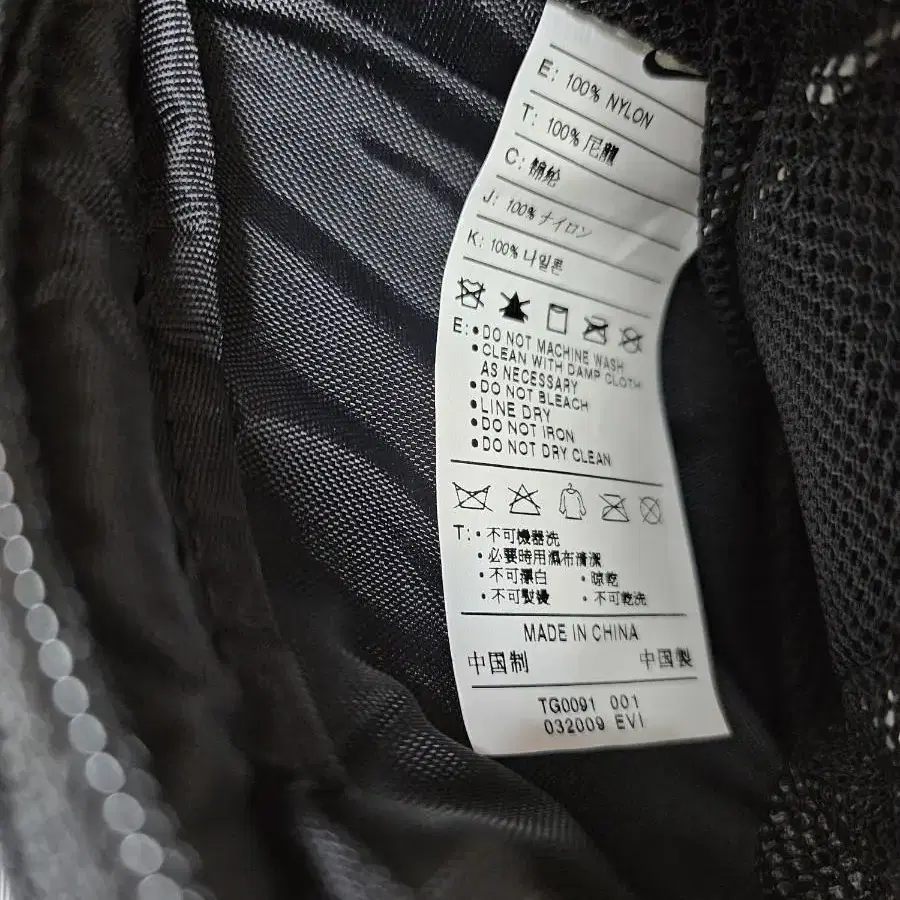 E: 100% NYLON
T: 100% 尼龍
C: 锦纶
J: 100% ナイロン
K: 100% 나일론
E: • DO NOT MACHINE WASH
• CLEAN WITH DAMP CLOTH
AS NECESSARY
• DO NOT BLEACH
• LINE DRY
• DO NOT IRON
• DO NOT DRY CLEAN
T: • 不可機器洗
• 必要時用濕布清潔
• 不可漂白 • 晾乾
• 不可熨燙 • 不可乾洗
MADE IN CHINA
中国制 中国製
TG0091 001
032009 EVI